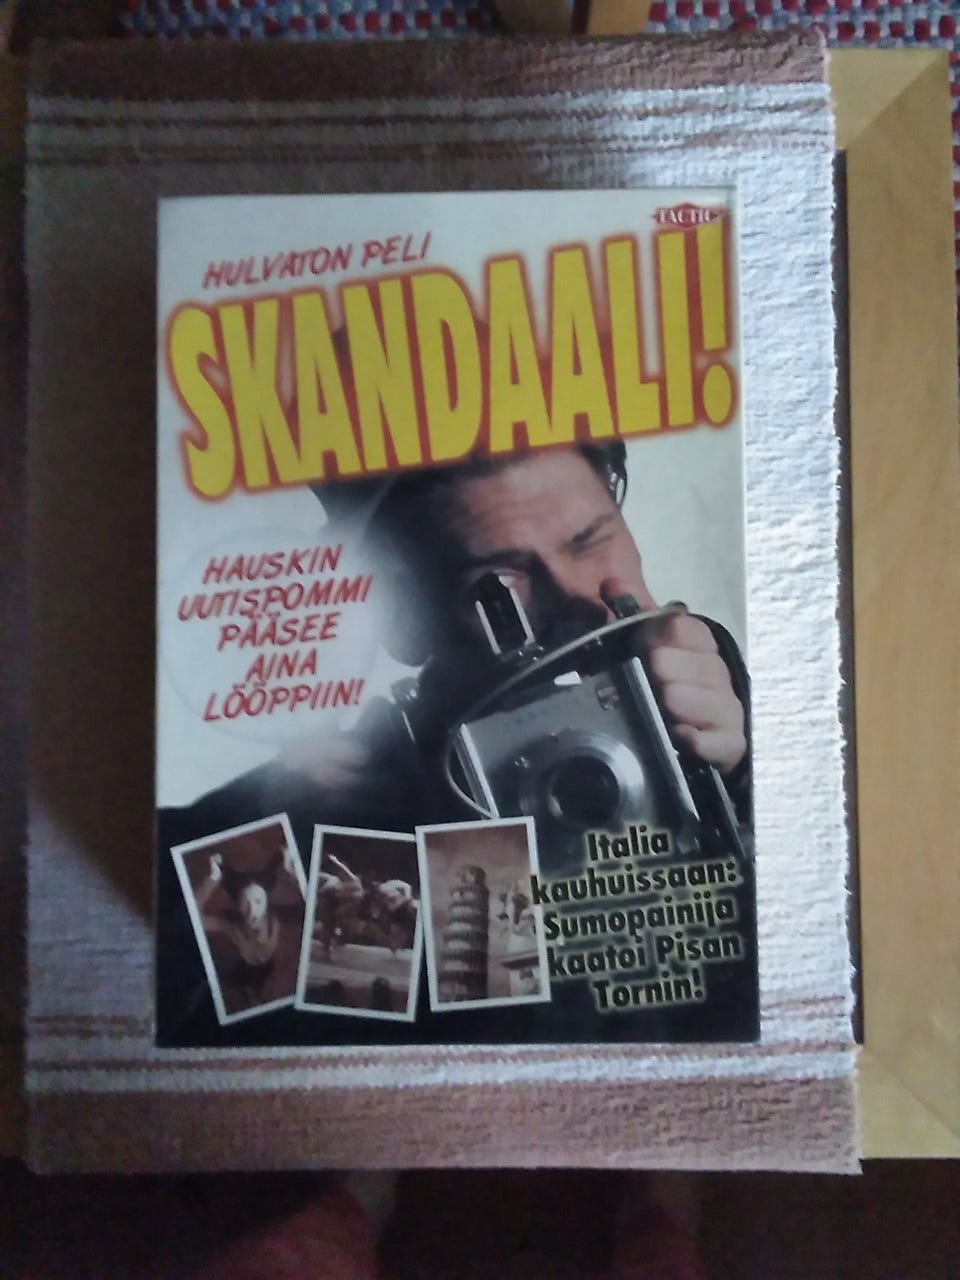 TACTIC
HULVATON PELI
SKANDAALI!
HAUSKIN
UUTISPOMMI
PÄÄSEE
AINA
LÖÖPPIIN!
Italia
kauhuissaan:
Sumopainija
kaatoi Pisan
Tornin!